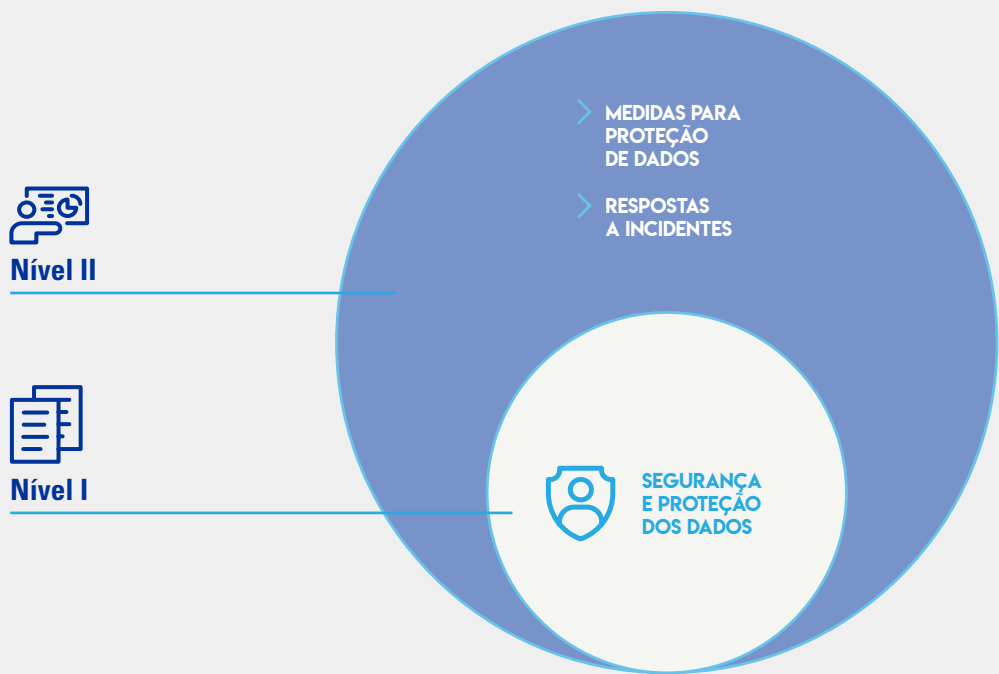 MEDIDAS PARA
PROTEÇÃO
DE DADOS
RESPOSTAS
A INCIDENTES
Nível II
Nível I
SEGURANÇA
E PROTEÇÃO
DOS DADOS